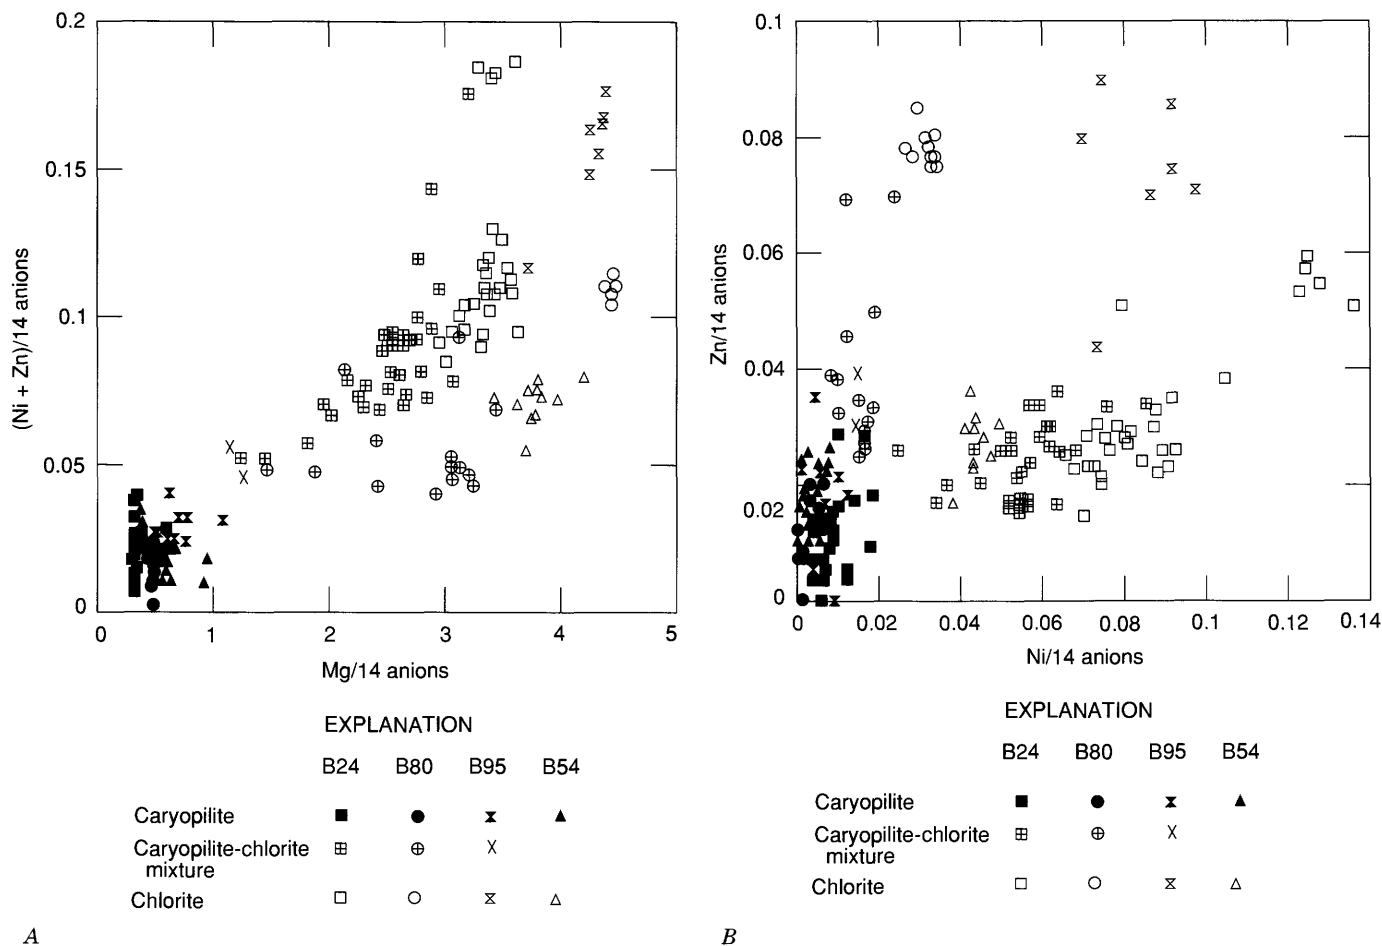 0.2
0.15
0.1
0.05
0
(Ni + Zn)/14 anions
0 1 2 3 4 5
Mg/14 anions
EXPLANATION
B24 B80 B95 B54
Caryopilite
Caryopilite-chlorite
mixture
Chlorite
A
0.1
0.08
0.06
0.04
0.02
0
Zn/14 anions
0 0.02 0.04 0.06 0.08 0.1 0.12 0.14
Ni/14 anions
EXPLANATION
B24 B80 B95 B54
Caryopilite
Caryopilite-chlorite
mixture
Chlorite
B